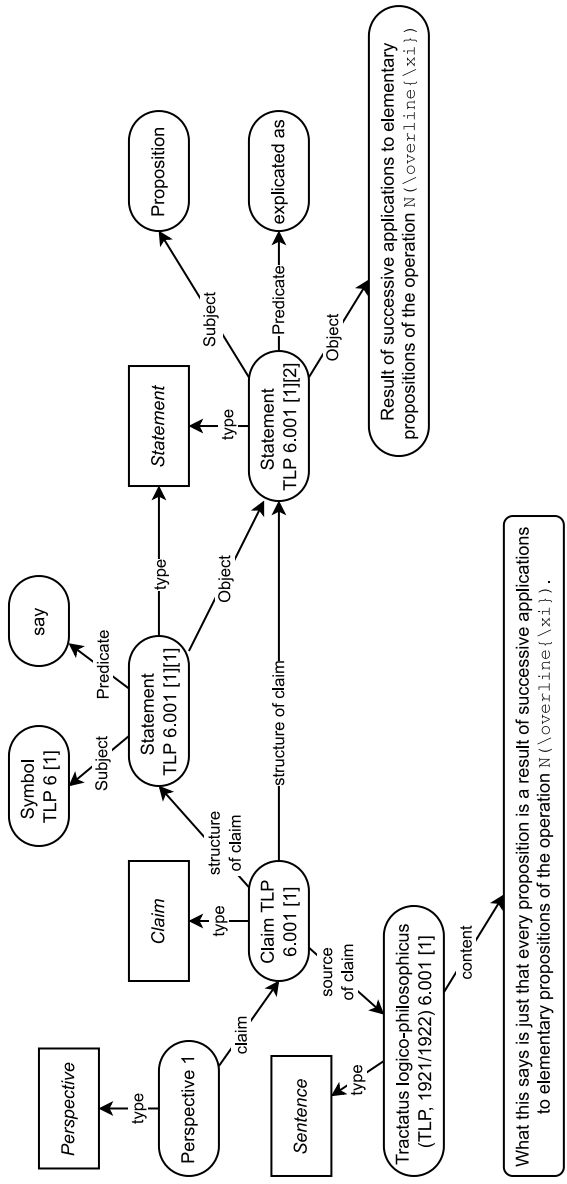 Perspective
type
Perspective 1
claim
Claim
type
Claim TLP
6.001 [1]
Sentence
type
source
of claim
Tractatus logico-philosophicus
(TLP, 1921/1922) 6.001 [1]
content
What this says is just that every proposition is a result of successive applications
to elementary propositions of the operation N(\overline{\xi}).
structure
of claim
structure of claim
Symbol
TLP 6 [1]
Subject
say
Predicate
Statement
TLP 6.001 [1][1]
type
Object
Statement
type
Statement
TLP 6.001 [1][2]
Subject
Proposition
Predicate
explicated as
Object
Result of successive applications to elementary
propositions of the operation N(\overline{\xi})